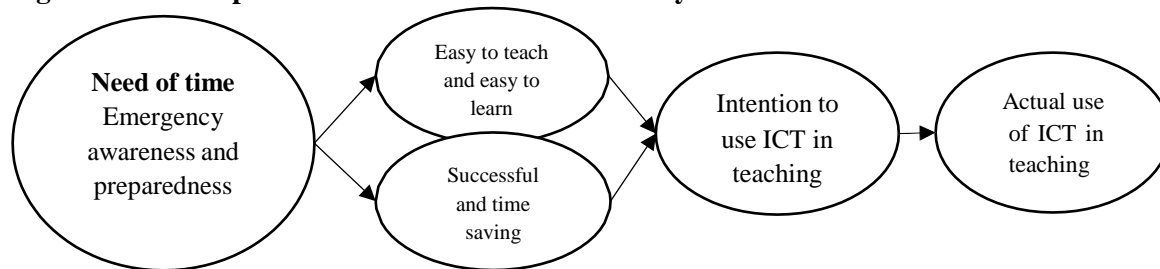 Need of time
Emergency
awareness and
preparedness
Easy to teach
and easy to
learn
Successful
and time
saving
Intention to
use ICT in
teaching
Actual use
of ICT in
teaching